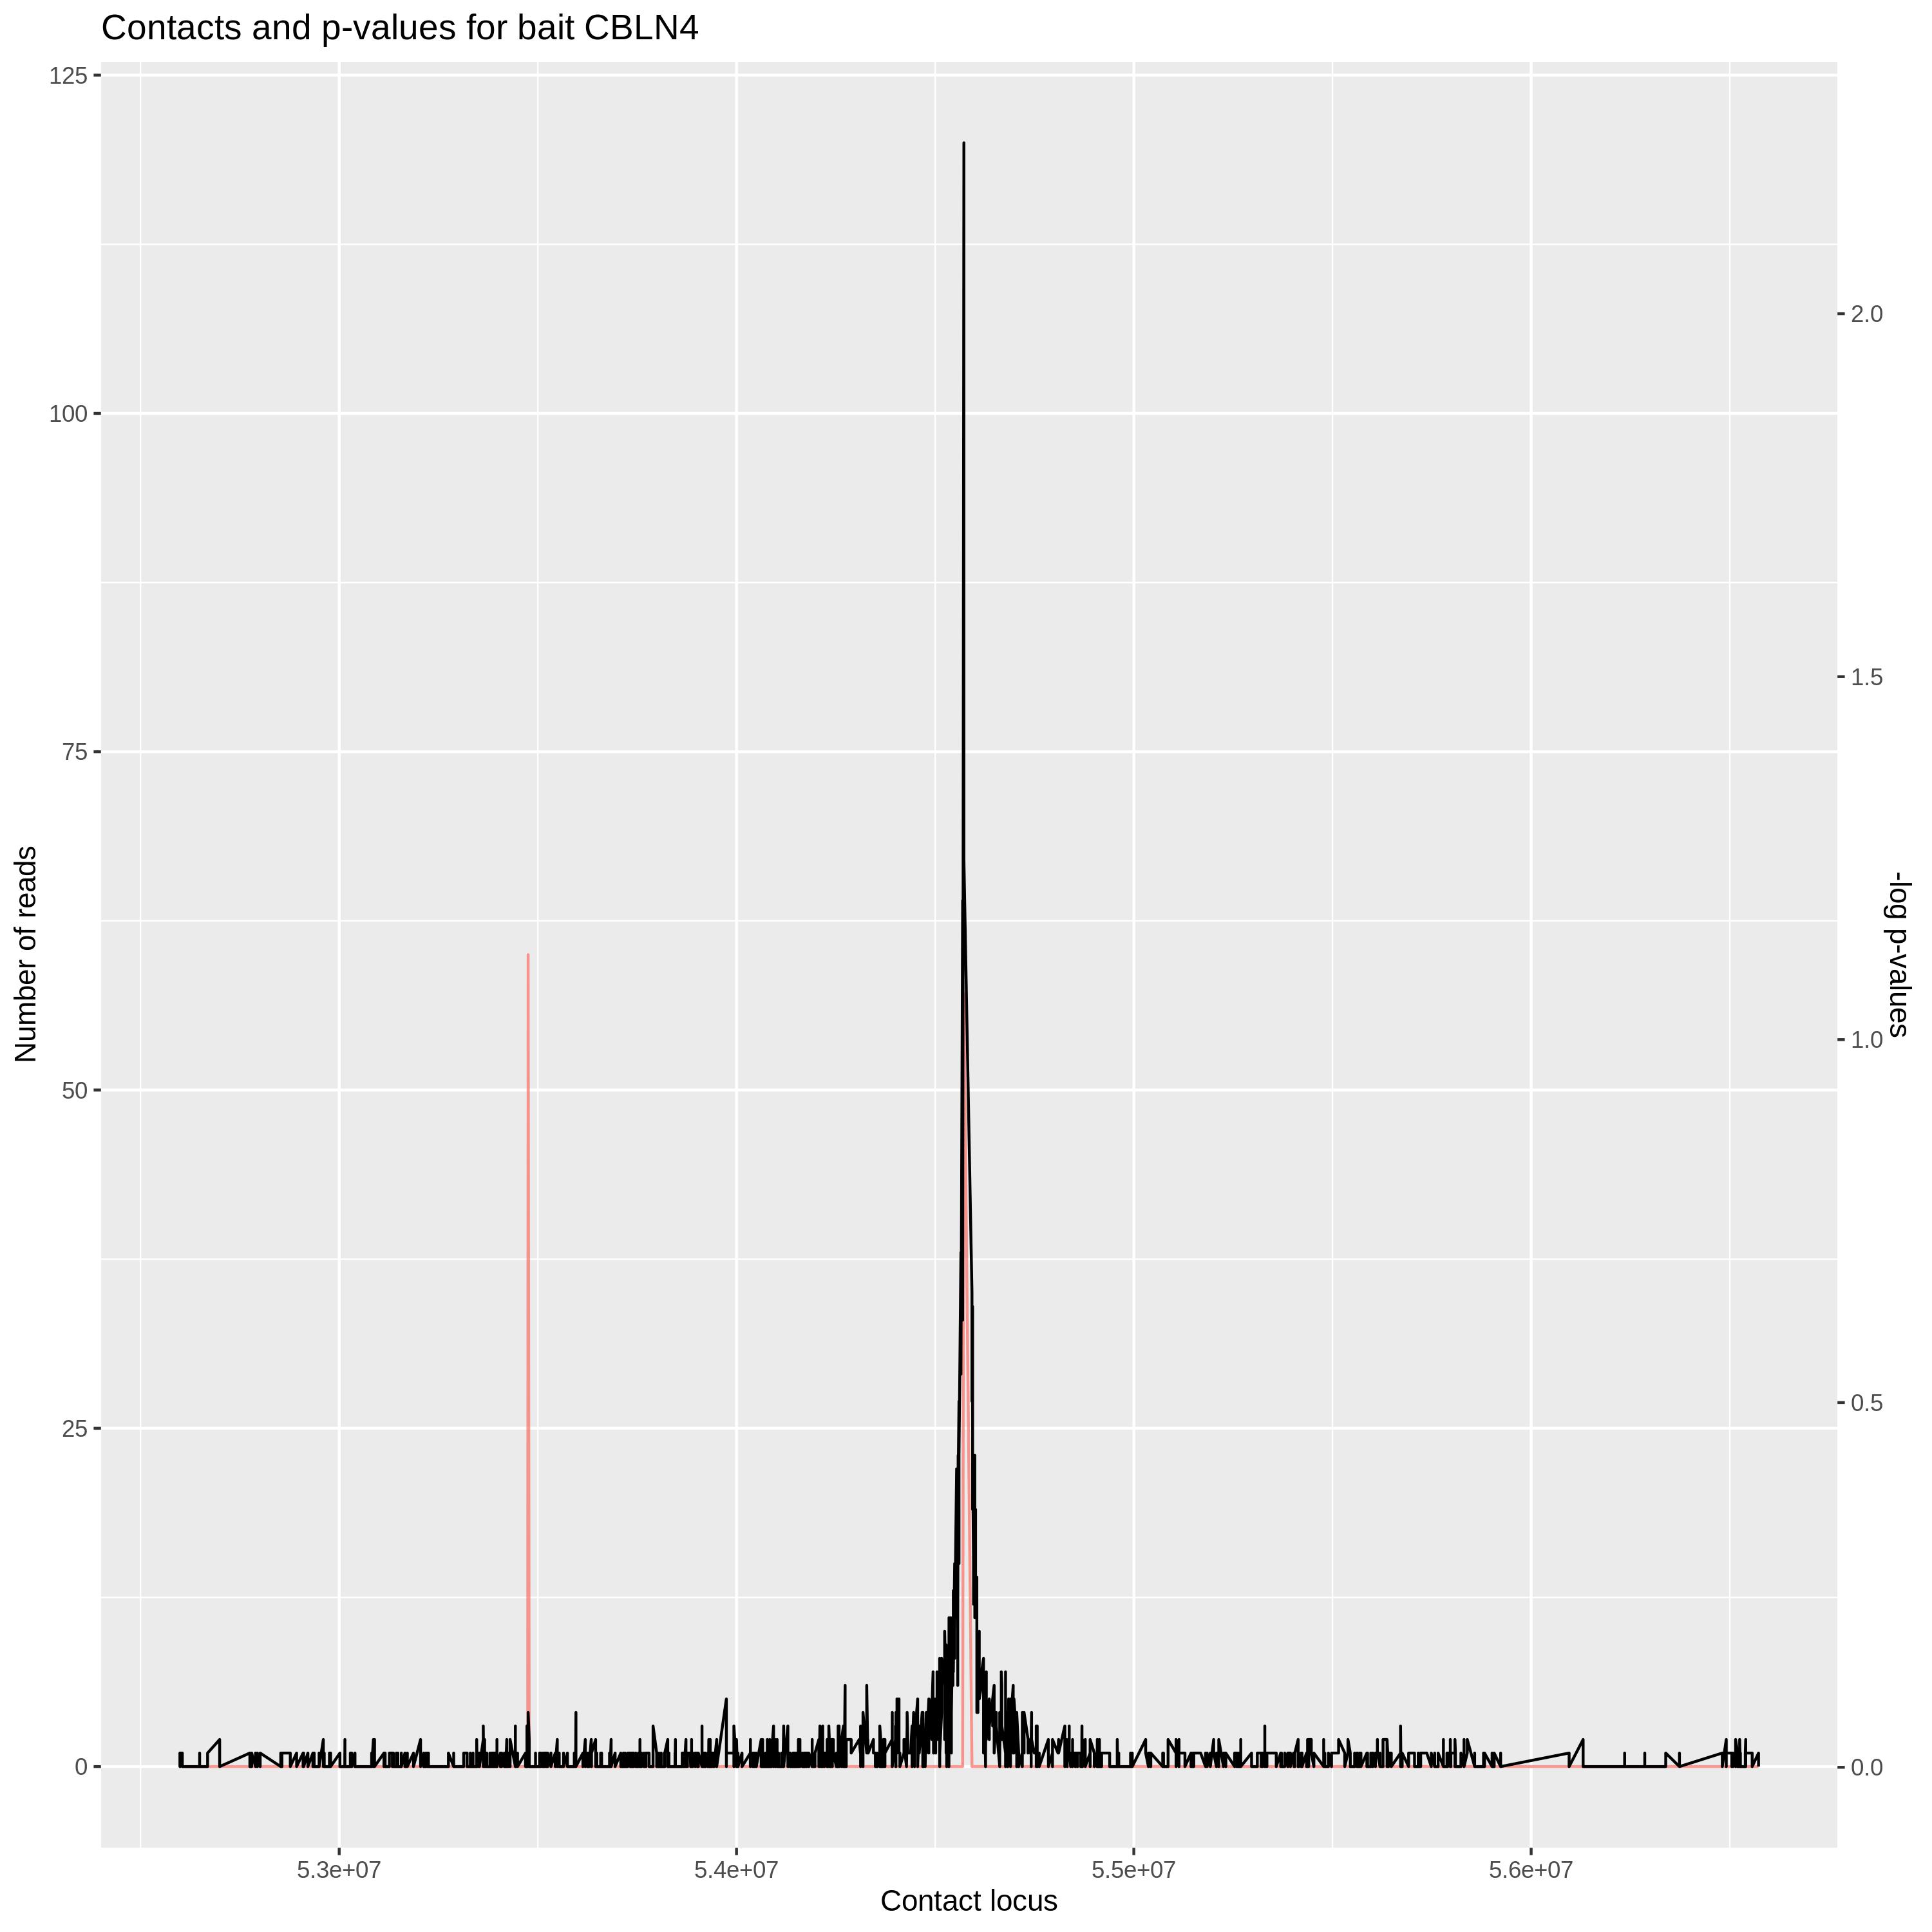 Contacts and p-values for bait CBLN4
125
100
75
50
25
0
Number of reads
2.0
1.5
1.0
0.5
0.0
-log p-values
5.3e+07
5.4e+07
5.5e+07
5.6e+07
Contact locus